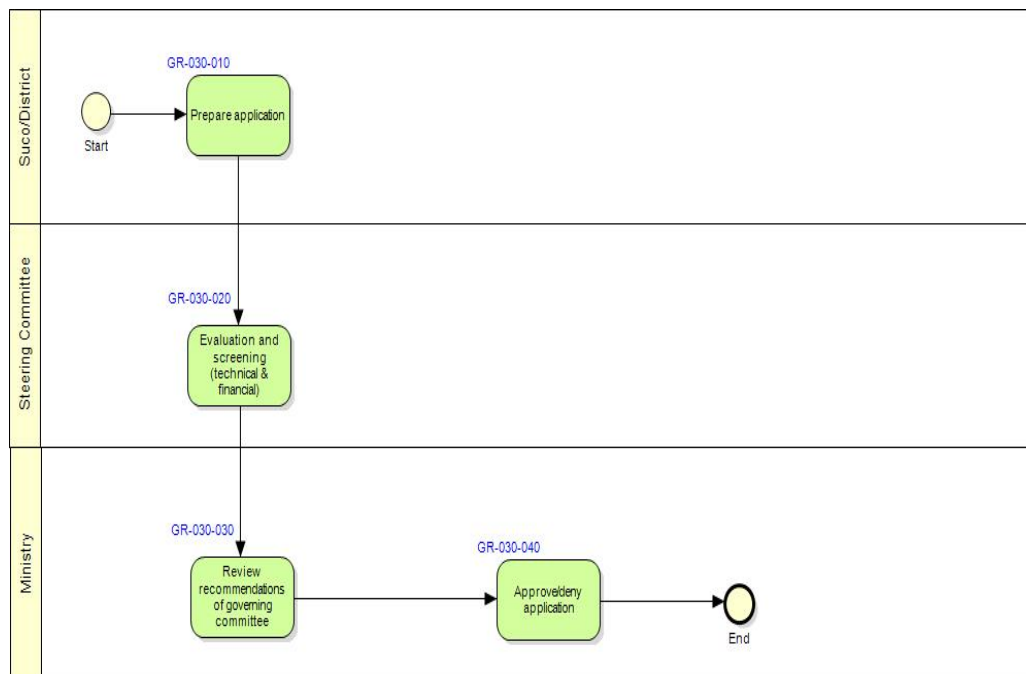 Suco/District
GR-030-010
Prepare application
Start
Steering Committee
GR-030-020
Evaluation and
screening
(technical &
financial)
Ministry
GR-030-030
Review
recommendations
of governing
committee
GR-030-040
Approve/deny
application
End